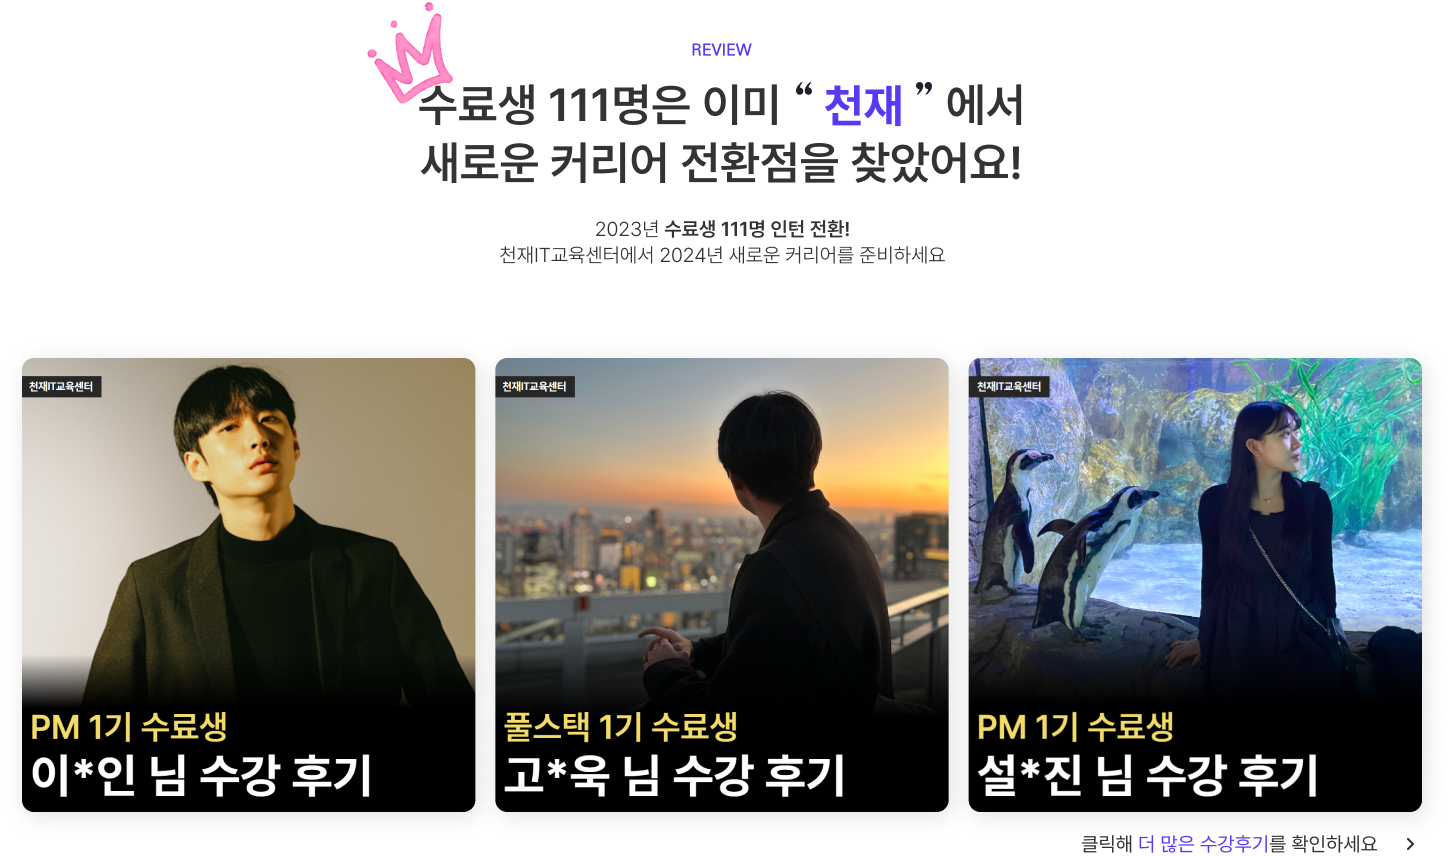 REVIEW
수료생 111명은 이미 “ 천재 ” 에서
새로운 커리어 전환점을 찾았어요!
2023년 수료생 111명 인턴 전환!
천재IT교육센터에서 2024년 새로운 커리어를 준비하세요
천재IT교육센터
PM 1기 수료생
이*인 님 수강 후기
천재IT교육센터
풀스택 1기 수료생
고*욱 님 수강 후기
천재IT교육센터
PM 1기 수료생
설*진 님 수강 후기
클릭해 더 많은 수강후기를 확인하세요